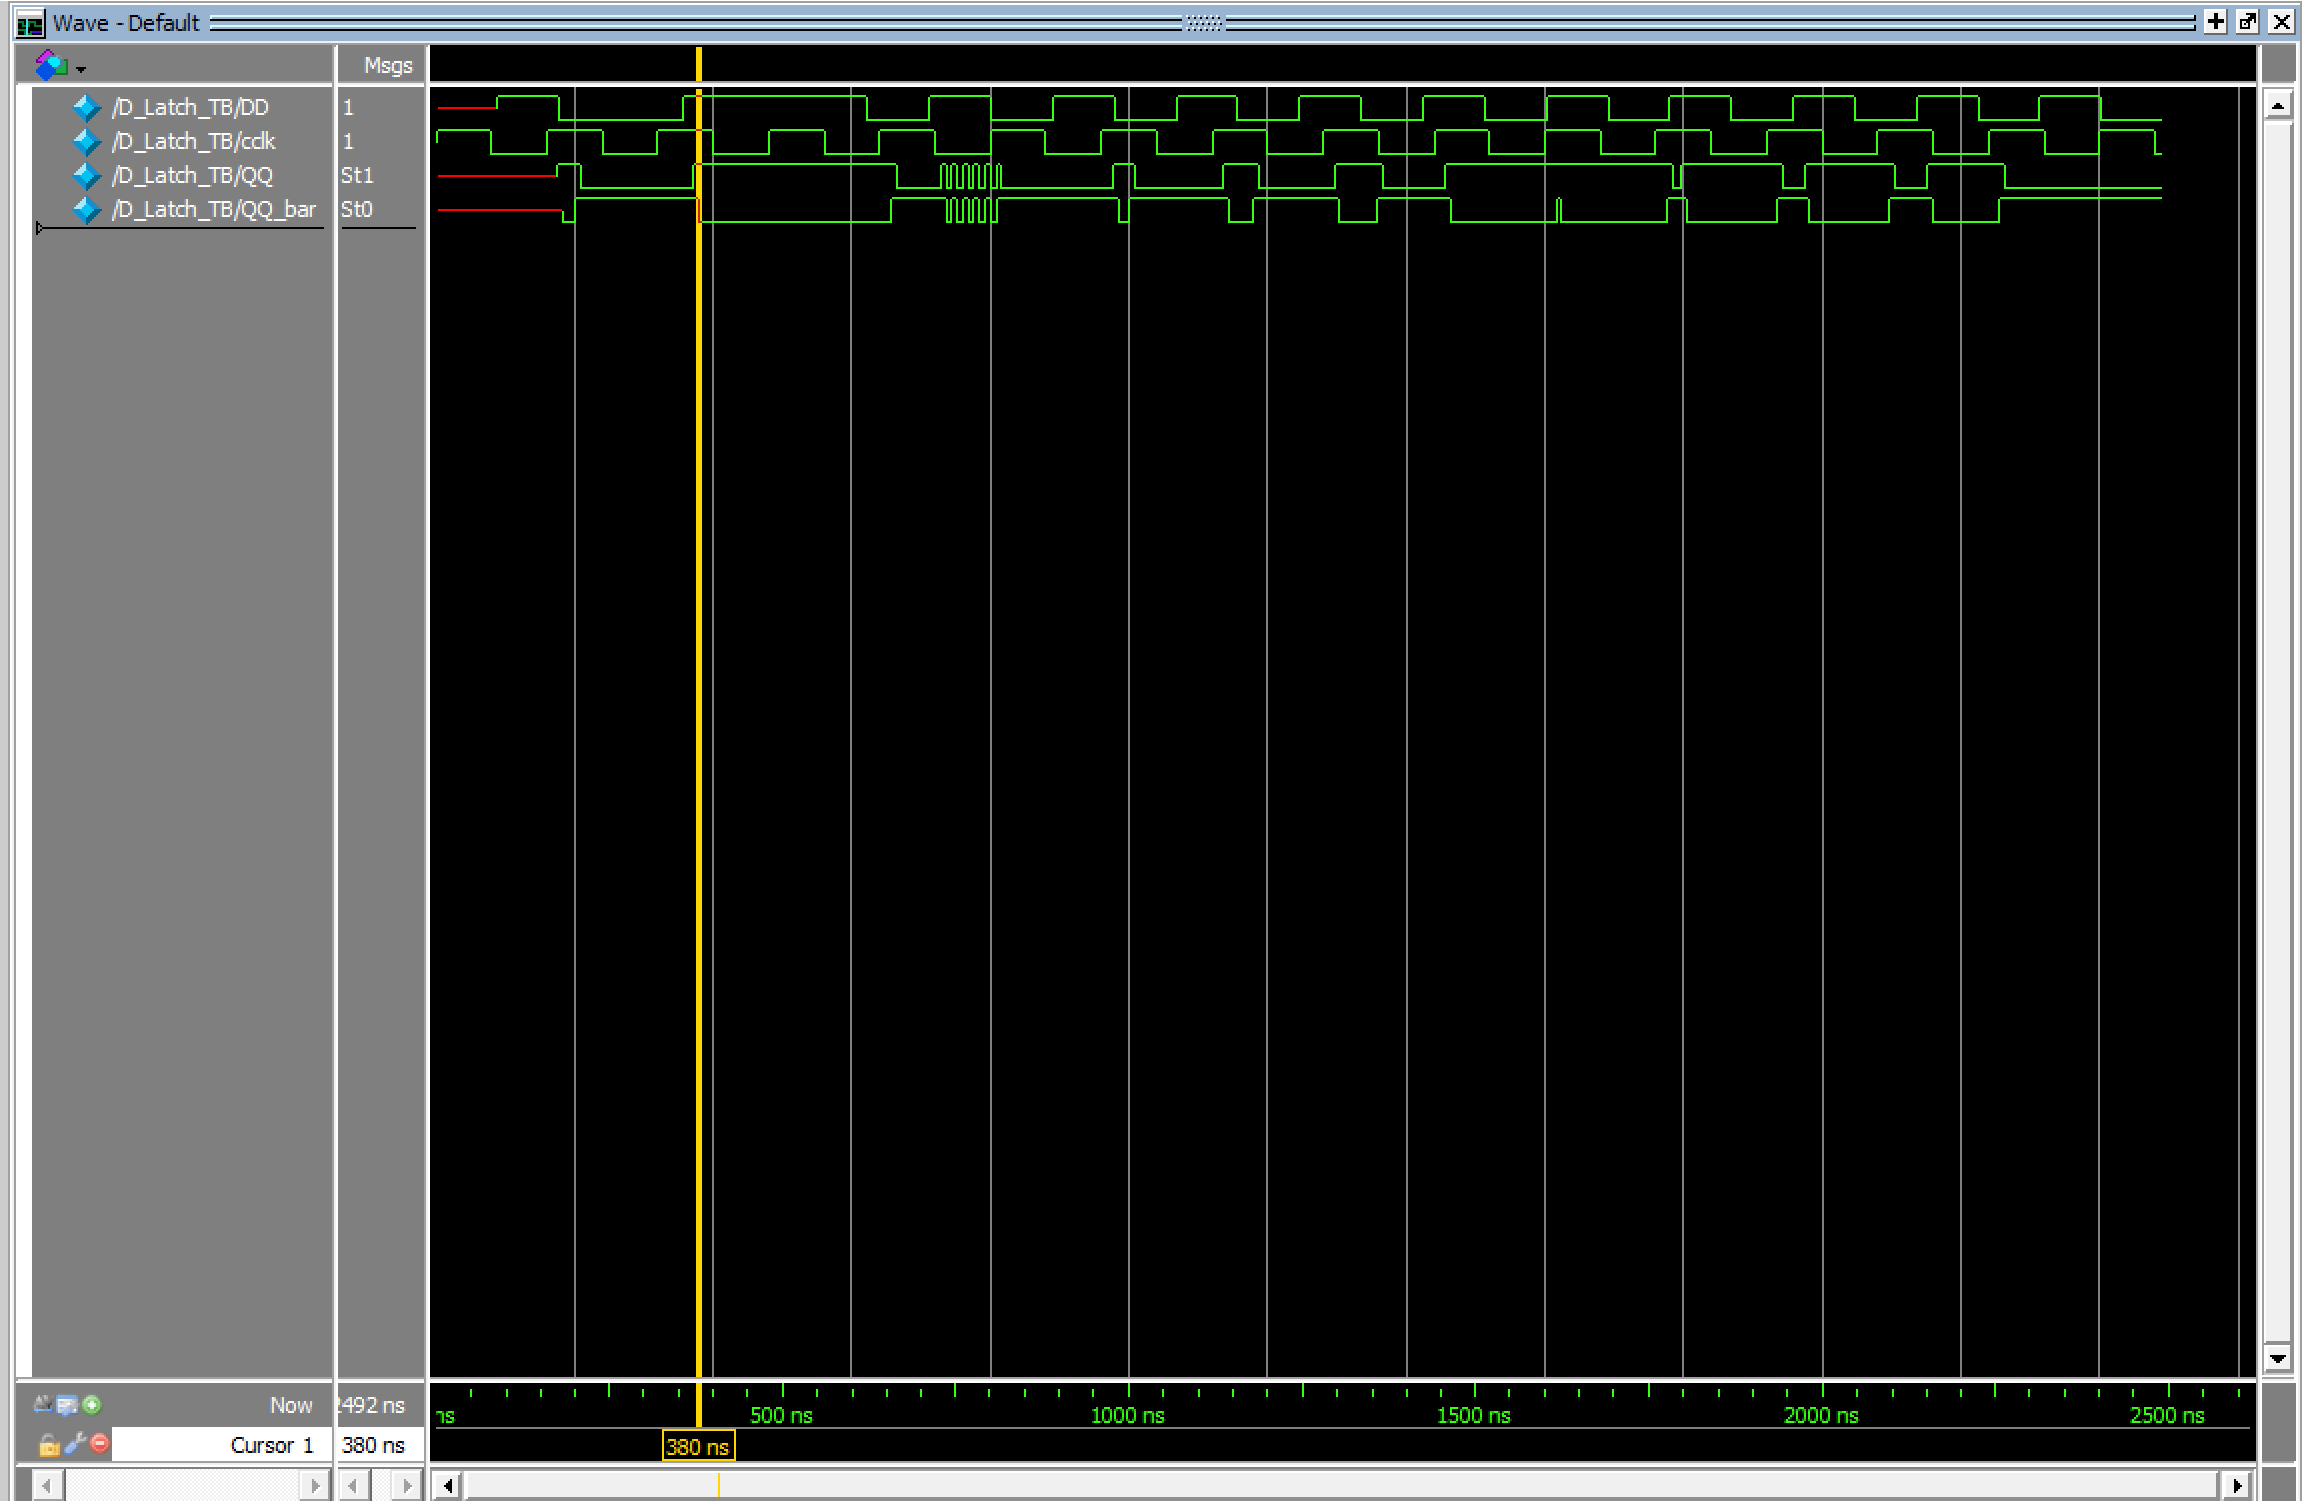 Wave - Default
Msgs
/D_Latch_TB/DD 1
/D_Latch_TB/cclk 1
/D_Latch_TB/QQ St1
/D_Latch_TB/QQ_bar St0
Now 2492 ns
ns 500 ns 1000 ns 1500 ns 2000 ns 2500 ns
Cursor 1 380 ns
380 ns